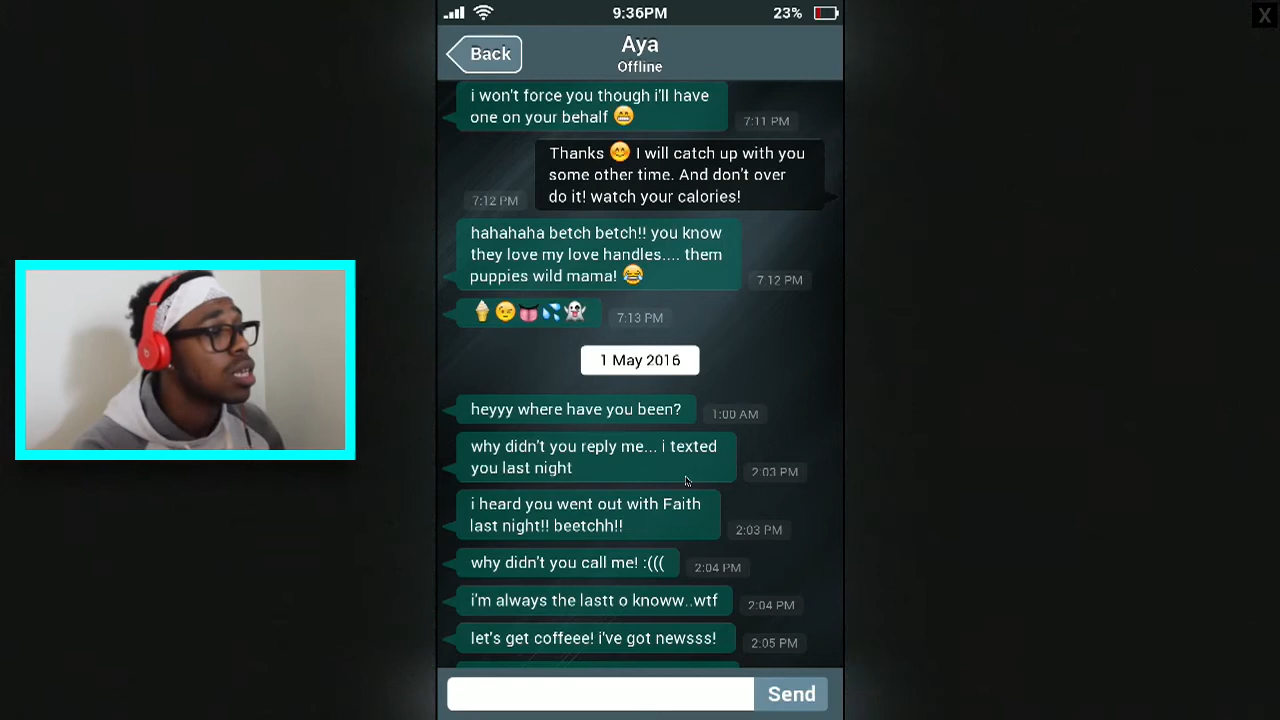 9:36PM
23%
X
Back
Aya
Offline
i won't force you though i'll have
one on your behalf 😁
7:11 PM
Thanks 😊 I will catch up with you
some other time. And don't over
do it! watch your calories!
7:12 PM
hahahaha betch betch!! you know
they love my love handles.... them
puppies wild mama! 😂
7:12 PM
🍦😉👅💦👻
7:13 PM
1 May 2016
heyyy where have you been?
1:00 AM
why didn't you reply me... i texted
you last night
2:03 PM
i heard you went out with Faith
last night!! beetchh!!
2:03 PM
why didn't you call me! :(((
2:04 PM
i'm always the lastt o knoww..wtf
2:04 PM
let's get coffeee! i've got newsss!
2:05 PM
Send